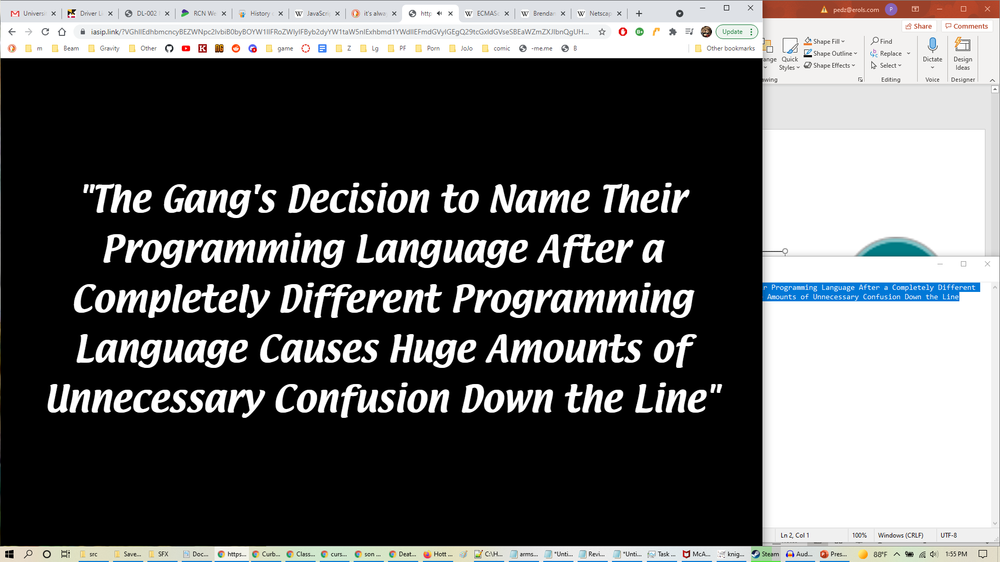 Universit
Driver Li
DL-002
RCN We
History
JavaScrip
it's alwa
http
ECMASc
Brendan
Netscap
iasip.link/?VGhlIEdhbmcncyBEZWNpc2lvbiB0byBOYW1lIFRoZWlyIFByb2dyYW1taW5nIExhbmd1YWdlIEFmdGVyIGEgQ29tcGxldGVseSBEaWZmZXJlbnQgUH...
Update
m
Beam
Gravity
Other
game
Z
Lg
PF
Porn
JoJo
comic
-me.me
B
Other bookmarks
"The Gang's Decision to Name Their
Programming Language After a
Completely Different Programming
Language Causes Huge Amounts of
Unnecessary Confusion Down the Line"
pedz@erols.com
P
Share
Comments
ange
Quick
Styles
Shape Fill
Shape Outline
Shape Effects
Find
Replace
Select
Dictate
Design
Ideas
awing
Editing
Voice
Designer
r Programming Language After a Completely Different
Amounts of Unnecessary Confusion Down the Line
Ln 2, Col 1
100%
Windows (CRLF)
UTF-8
src
Save...
SFX
Doc...
https...
Curb...
Class...
curs...
son ...
Deat...
Hott ...
C:\H...
arms...
*Unti...
Revi...
*Unti...
Task ...
McA...
knig...
Steam
Aud...
Pres...
88°F
1:55 PM